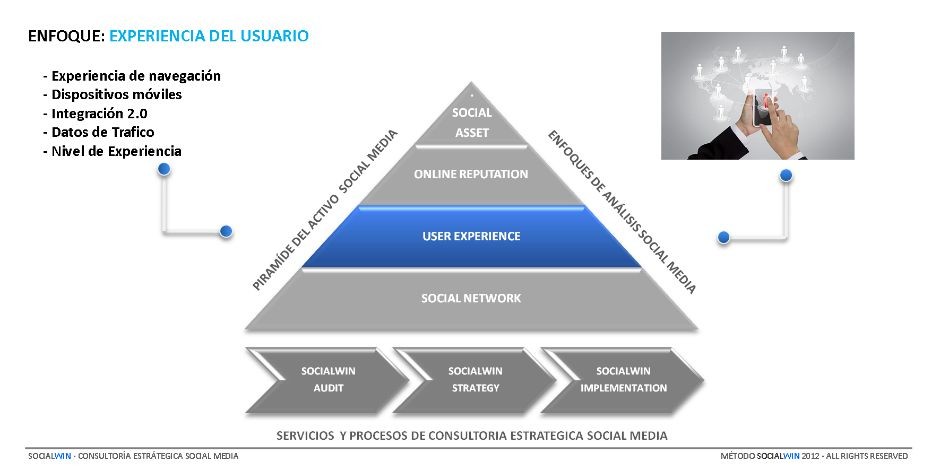 ENFOQUE: EXPERIENCIA DEL USUARIO
- Experiencia de navegación
- Dispositivos móviles
- Integración 2.0
- Datos de Trafico
- Nivel de Experiencia
PIRAMÍDE DEL ACTIVO SOCIAL MEDIA
ENFOQUES DE ANÁLISIS SOCIAL MEDIA
SOCIAL
ASSET
ONLINE REPUTATION
USER EXPERIENCE
SOCIAL NETWORK
SOCIALWIN
AUDIT
SOCIALWIN
STRATEGY
SOCIALWIN
IMPLEMENTATION
SERVICIOS Y PROCESOS DE CONSULTORIA ESTRATEGICA SOCIAL MEDIA
SOCIALWIN - CONSULTORÍA ESTRÁTEGICA SOCIAL MEDIA
MÉTODO SOCIALWIN 2012 - ALL RIGHTS RESERVED